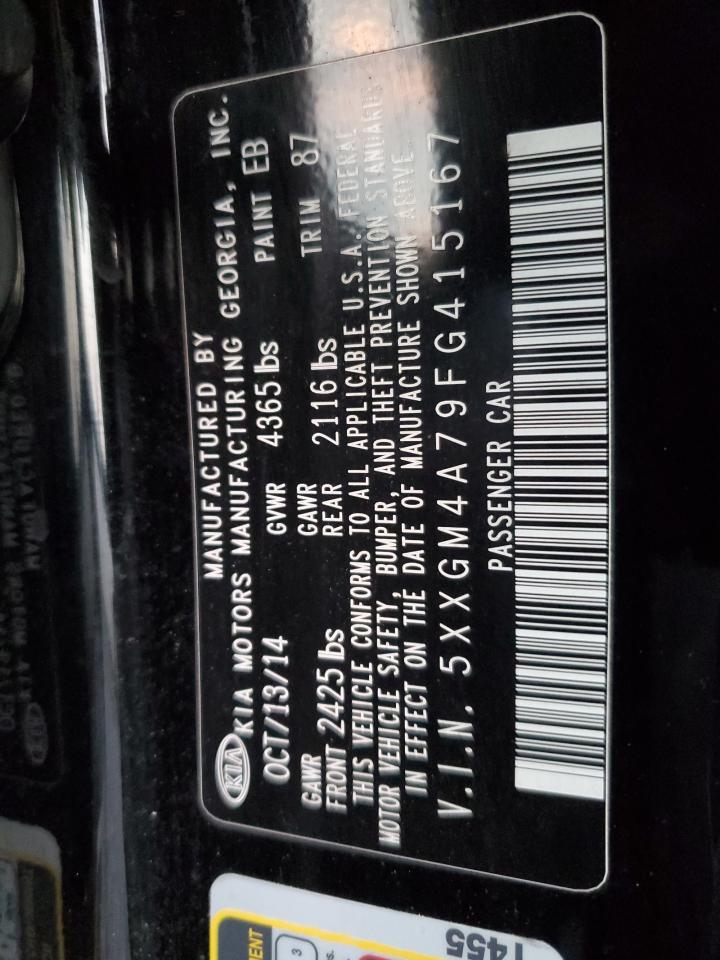 MANUFACTURED BY
KIA KIA MOTORS MANUFACTURING GEORGIA, INC.
OCT/13/14 GVWR 4365 lbs PAINT EB
GAWR FRONT 2425 lbs GAWR REAR 2116 lbs TRIM 87
THIS VEHICLE CONFORMS TO ALL APPLICABLE U.S.A. FEDERAL
MOTOR VEHICLE SAFETY, BUMPER, AND THEFT PREVENTION STANDARDS
IN EFFECT ON THE DATE OF MANUFACTURE SHOWN ABOVE.
V.I.N. 5XXGM4A79FG415167
PASSENGER CAR
3
1455